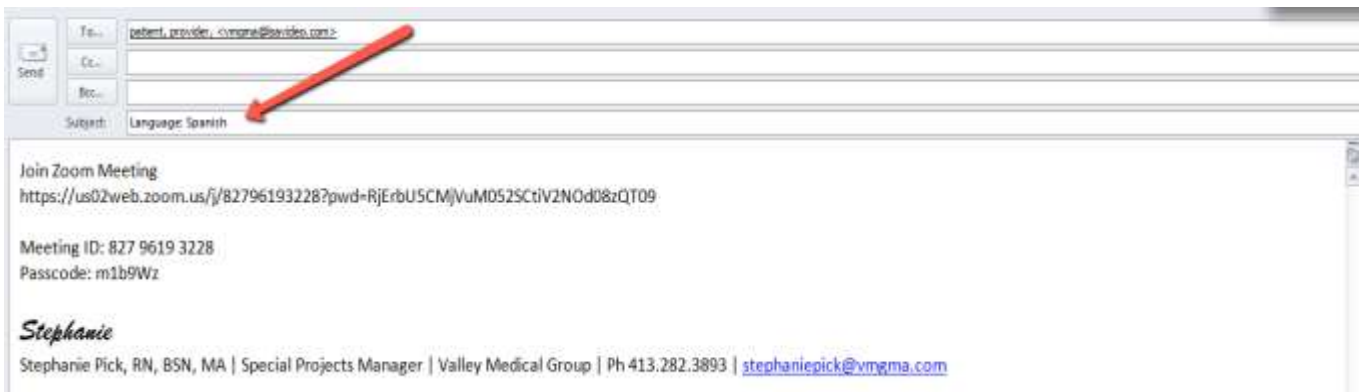 To...
patient, provider, <vmgma@savideo.com>
Send
Cc...
Bcc...
Subject:
Language: Spanish
Join Zoom Meeting
https://us02web.zoom.us/j/82796193228?pwd=RjErbU5CMjVuM052SCtiV2NOd08zQT09
Meeting ID: 827 9619 3228
Passcode: m1b9Wz
Stephanie
Stephanie Pick, RN, BSN, MA | Special Projects Manager | Valley Medical Group | Ph 413.282.3893 | stephaniepick@vmgma.com